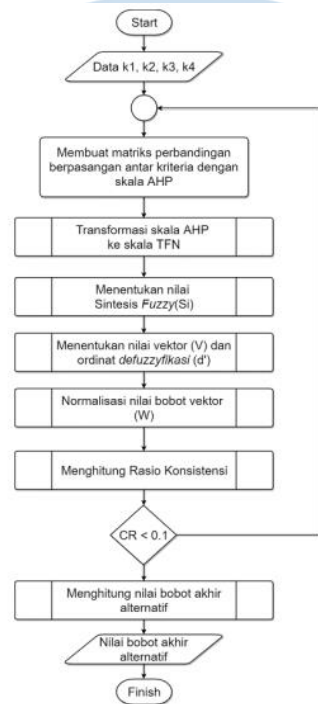 Start
Data k1, k2, k3, k4
Membuat matriks perbandingan
berpasangan antar kriteria dengan
skala AHP
Transformasi skala AHP
ke skala TFN
Menentukan nilai
Sintesis Fuzzy(Si)
Menentukan nilai vektor (V) dan
ordinat defuzzyfikasi (d')
Normalisasi nilai bobot vektor
(W)
Menghitung Rasio Konsistensi
CR < 0.1
Menghitung nilai bobot akhir
alternatif
Nilai bobot akhir
alternatif
Finish